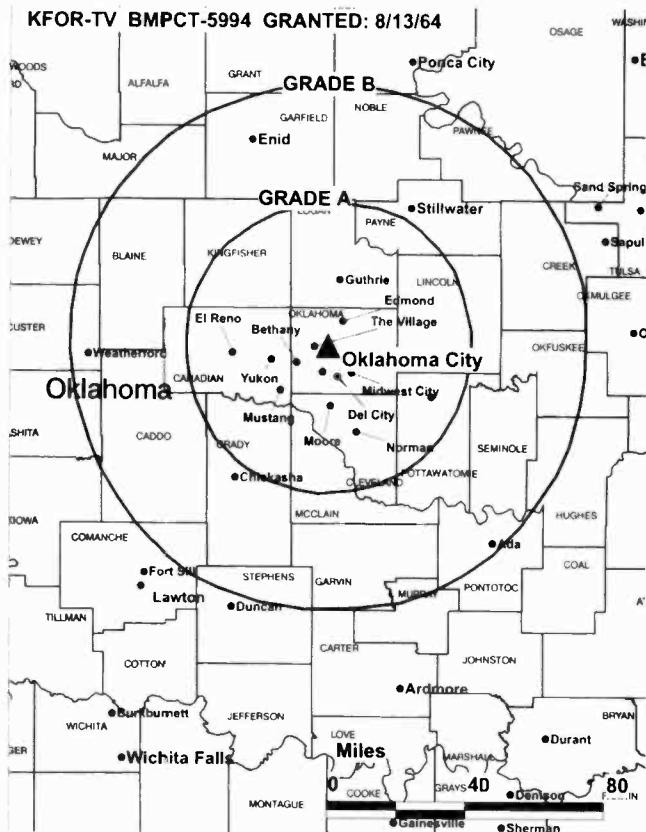 KFOR-TV BMPCT-5994 GRANTED: 8/13/64
OSAGE
WOODS
ALFALFA
GRANT
Ponca City
GRADE B
NOBLE
GARFIELD
PAWNEE
Enid
MAJOR
Sand Spring
GRADE A
LOGAN
PAYNE
Stillwater
DEWEY
BLAINE
KINGFISHER
CREEK
Sapul
TULSA
Guthrie
LINCOLN
OKMULGEE
Edmond
OKLAHOMA
The Village
El Reno
Bethany
CUSTER
Weatherford
Oklahoma City
OKFUSKEE
CANADIAN
Yukon
Midwest City
Oklahoma
Mustang
Del City
CADDO
Moore
Norman
GRADY
SEMINOLE
Chickasha
CLEVELAND
POTTAWATOMIE
MCCLAIN
HUGHES
COMANCHE
Ada
COAL
Fort Sill
STEPHENS
GARVIN
Lawton
MURRAY
PONTOTOC
Duncan
TILLMAN
CARTER
COTTON
JOHNSTON
Ardmore
Burkburnett
WICHITA
JEFFERSON
BRYAN
LOVE
Durant
Wichita Falls
Miles
MARSHALL
0 40 80
GRAYS
COOKE
Denison
MONTAGUE
Gainesville
Sherman